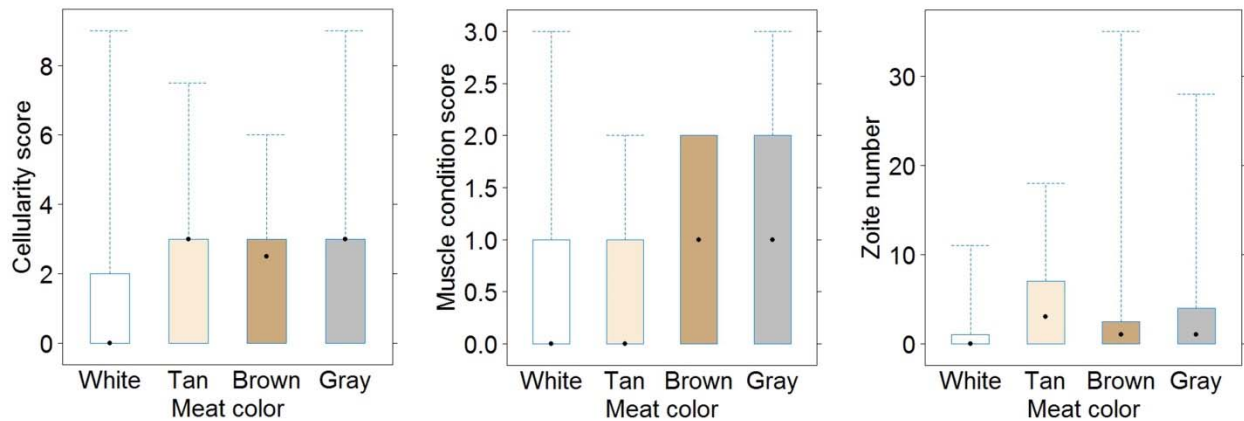 Cellularity score
8
6
4
2
0
White Tan Brown Gray
Meat color
Muscle condition score
3.0
2.5
2.0
1.5
1.0
0.5
0.0
White Tan Brown Gray
Meat color
Zoite number
30
20
10
0
White Tan Brown Gray
Meat color